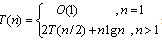 T(n) = { O(1) , n=1
2T(n/2) + n lg n , n>1